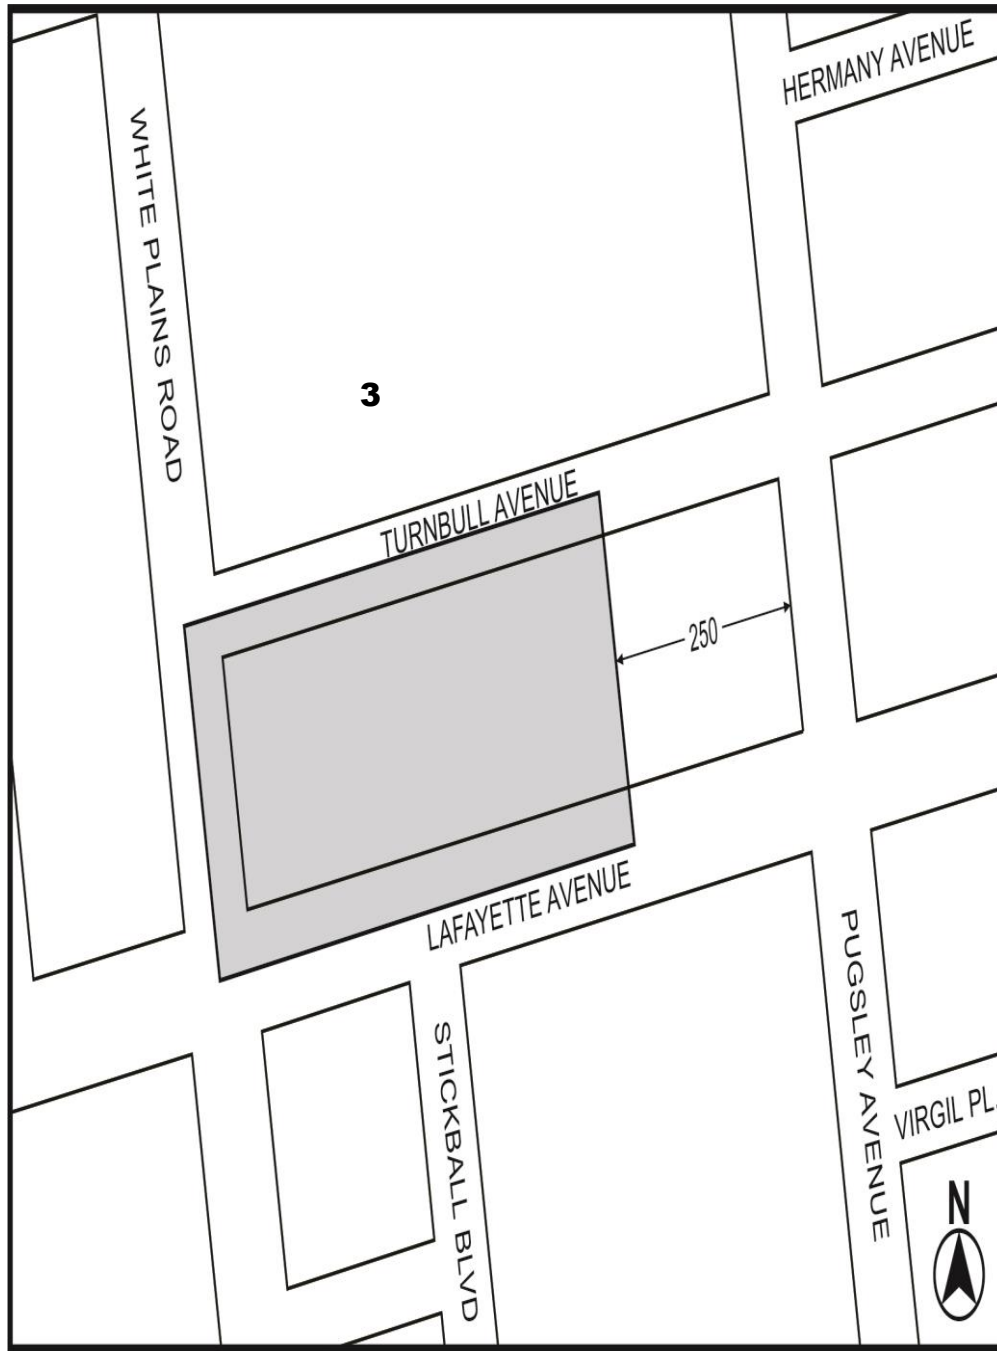 HERMANY AVENUE
WHITE PLAINS ROAD
3
TURNBULL AVENUE
250
LAFAYETTE AVENUE
PUGSLEY AVENUE
STICKBALL BLVD
VIRGIL PL.
N